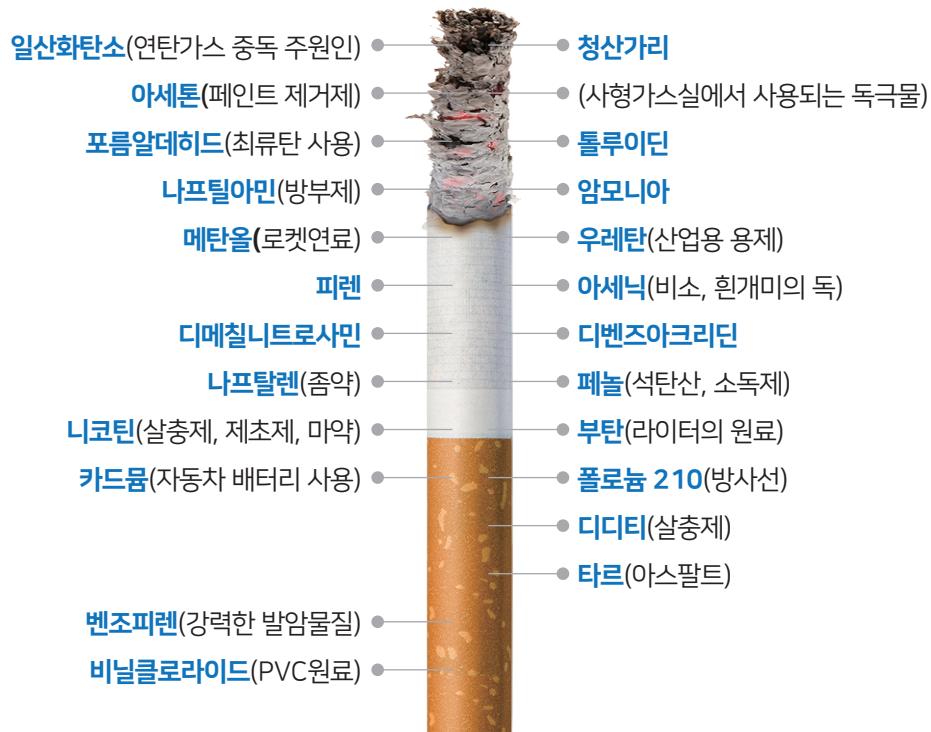 일산화탄소(연탄가스 중독 주원인)
아세톤(페인트 제거제)
포름알데히드(최류탄 사용)
나프틸아민(방부제)
메탄올(로켓연료)
피렌
디메칠니트로사민
나프탈렌(좀약)
니코틴(살충제, 제초제, 마약)
카드뮴(자동차 배터리 사용)
벤조피렌(강력한 발암물질)
비닐클로라이드(PVC원료)
청산가리
(사형가스실에서 사용되는 독극물)
톨루이딘
암모니아
우레탄(산업용 용제)
아세닉(비소, 흰개미의 독)
디벤즈아크리딘
페놀(석탄산, 소독제)
부탄(라이터의 원료)
폴로늄 210(방사선)
디디티(살충제)
타르(아스팔트)